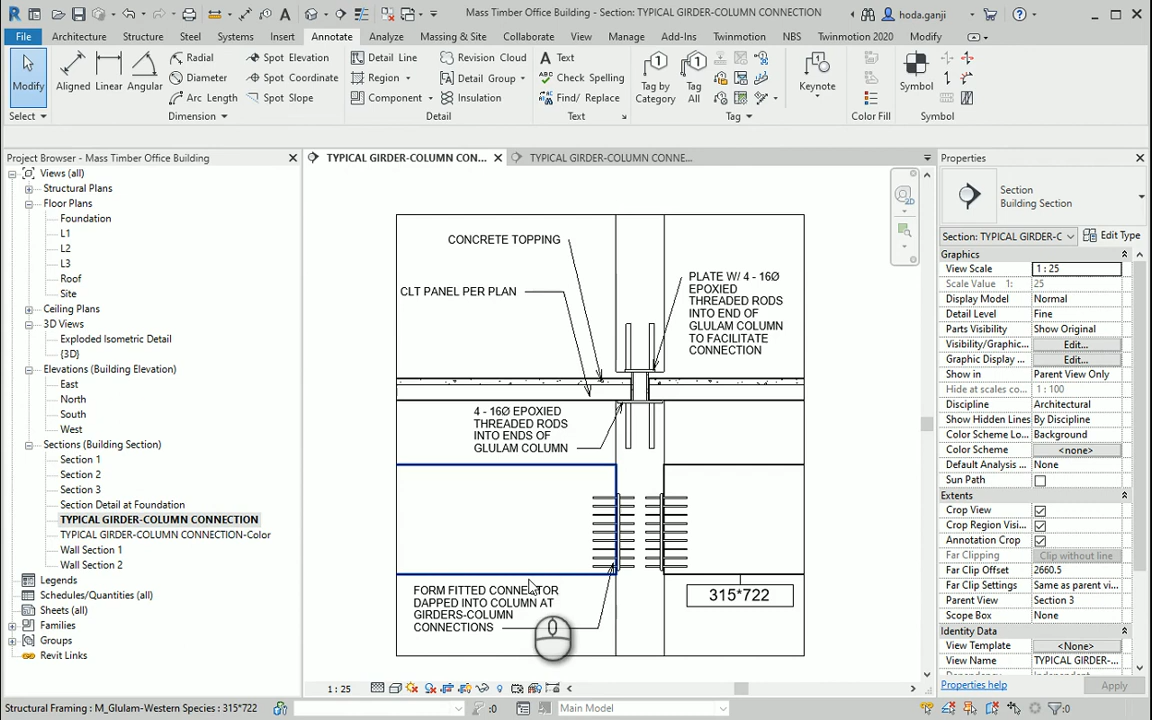 Mass Timber Office Building - Section: TYPICAL GIRDER-COLUMN CONNECTION
hoda.ganji
File Architecture Structure Steel Systems Insert Annotate Analyze Massing & Site Collaborate View Manage Add-Ins Twinmotion NBS Twinmotion 2020 Modify
Modify
Select
Aligned Linear Angular
Radial
Diameter
Arc Length
Spot Elevation
Spot Coordinate
Spot Slope
Dimension
Detail Line
Region
Component
Revision Cloud
Detail Group
Insulation
Detail
Text
Check Spelling
Find/ Replace
Text
Tag by Category
Tag All
Tag
Keynote
Color Fill
Symbol
Symbol
Project Browser - Mass Timber Office Building
Views (all)
Structural Plans
Floor Plans
Foundation
L1
L2
L3
Roof
Site
Ceiling Plans
3D Views
Exploded Isometric Detail
{3D}
Elevations (Building Elevation)
East
North
South
West
Sections (Building Section)
Section 1
Section 2
Section 3
Section Detail at Foundation
TYPICAL GIRDER-COLUMN CONNECTION
TYPICAL GIRDER-COLUMN CONNECTION-Color
Wall Section 1
Wall Section 2
Legends
Schedules/Quantities (all)
Sheets (all)
Families
Groups
Revit Links
TYPICAL GIRDER-COLUMN CON...
TYPICAL GIRDER-COLUMN CONNE...
CONCRETE TOPPING
CLT PANEL PER PLAN
PLATE W/ 4 - 16Ø
EPOXIED
THREADED RODS
INTO END OF
GLULAM COLUMN
TO FACILITATE
CONNECTION
4 - 16Ø EPOXIED
THREADED RODS
INTO ENDS OF
GLULAM COLUMN
FORM FITTED CONNECTOR
DAPPED INTO COLUMN AT
GIRDERS-COLUMN
CONNECTIONS
315*722
2D
Properties
Section
Building Section
Section: TYPICAL GIRDER-C
Edit Type
Graphics
View Scale 1 : 25
Scale Value 1: 25
Display Model Normal
Detail Level Fine
Parts Visibility Show Original
Visibility/Graphic... Edit...
Graphic Display ... Edit...
Show in Parent View Only
Hide at scales co... 1 : 100
Discipline Architectural
Show Hidden Lines By Discipline
Color Scheme Lo... Background
Color Scheme <none>
Default Analysis ... None
Sun Path
Extents
Crop View
Crop Region Visi...
Annotation Crop
Far Clipping Clip without line
Far Clip Offset 2660.5
Far Clip Settings Same as parent vi...
Parent View Section 3
Scope Box None
Identity Data
View Template <None>
View Name TYPICAL GIRDER-...
Properties help
Apply
1 : 25
Structural Framing : M_Glulam-Western Species : 315*722
:0
Main Model
:0